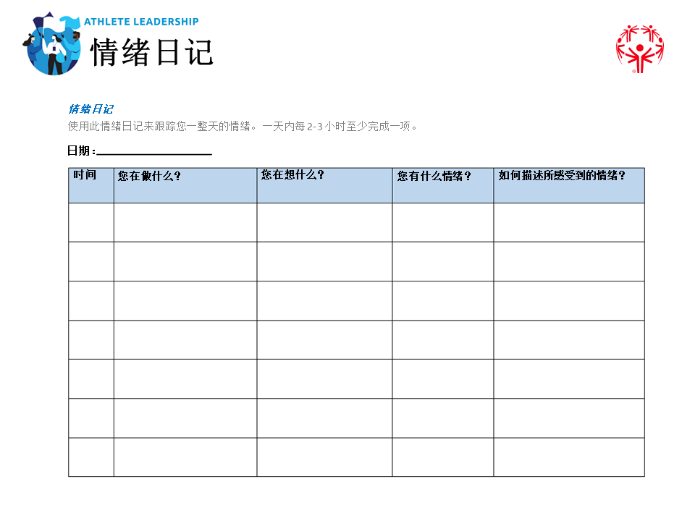 ATHLETE LEADERSHIP
情绪日记
情绪日记
使用此情绪日记来跟踪您一整天的情绪。一天内每2-3小时至少完成一项。
日期：
时间 您在做什么？ 您在想什么？ 您有什么情绪？ 如何描述所感受到的情绪？